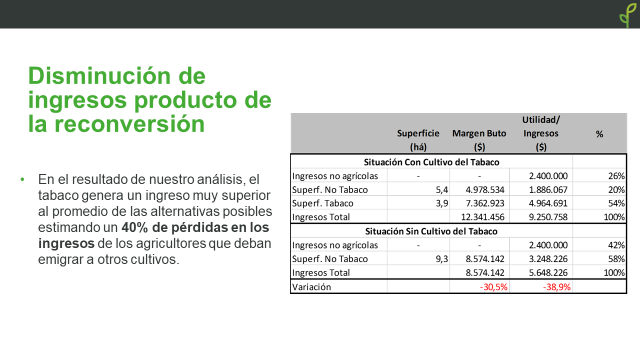 Disminución de
ingresos producto de
la reconversión
• En el resultado de nuestro análisis, el
tabaco genera un ingreso muy superior
al promedio de las alternativas posibles
estimando un 40% de pérdidas en los
ingresos de los agricultores que deban
emigrar a otros cultivos.
Superficie (há) Margen Buto ($) Utilidad/ Ingresos ($) %
Situación Con Cultivo del Tabaco
Ingresos no agrícolas - - 2.400.000 26%
Superf. No Tabaco 5,4 4.978.534 1.886.067 20%
Superf. Tabaco 3,9 7.362.923 4.964.691 54%
Ingresos Total 12.341.456 9.250.758 100%
Situación Sin Cultivo del Tabaco
Ingresos no agrícolas - - 2.400.000 42%
Superf. No Tabaco 9,3 8.574.142 3.248.226 58%
Ingresos Total 8.574.142 5.648.226 100%
Variación -30,5% -38,9%